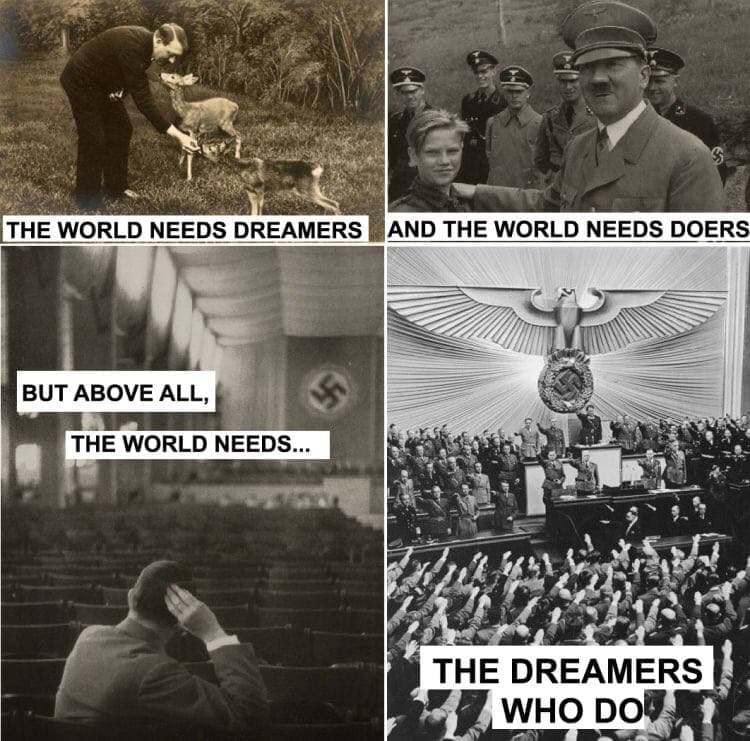 THE WORLD NEEDS DREAMERS
AND THE WORLD NEEDS DOERS
BUT ABOVE ALL,
THE WORLD NEEDS...
THE DREAMERS
WHO DO